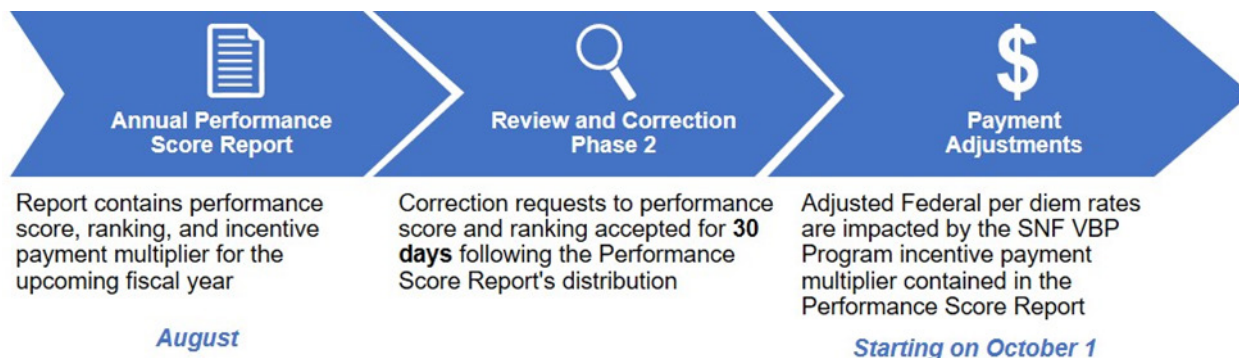 Annual Performance
Score Report
Review and Correction
Phase 2
$
Payment
Adjustments
Report contains performance
score, ranking, and incentive
payment multiplier for the
upcoming fiscal year
August
Correction requests to performance
score and ranking accepted for 30
days following the Performance
Score Report's distribution
Adjusted Federal per diem rates
are impacted by the SNF VBP
Program incentive payment
multiplier contained in the
Performance Score Report
Starting on October 1